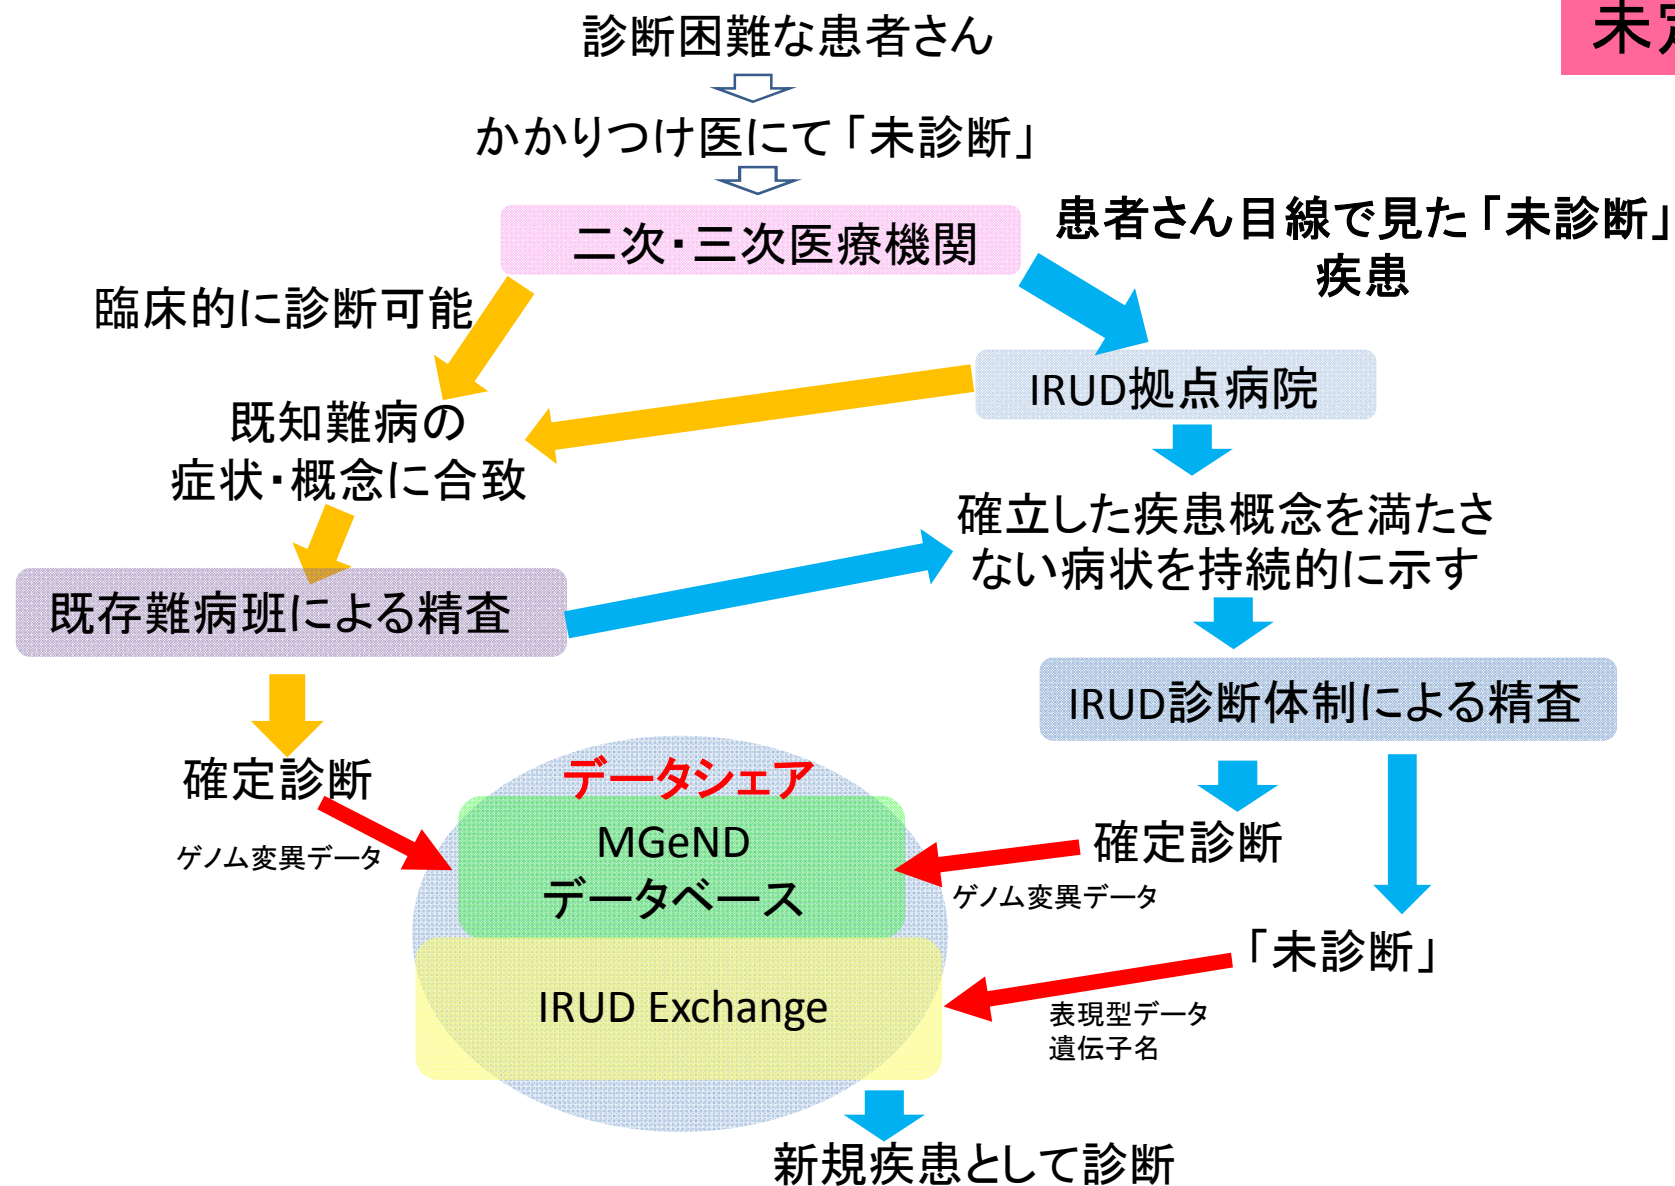 診断困難な患者さん
未定
かかりつけ医にて「未診断」
二次・三次医療機関
患者さん目線で見た「未診断」
疾患
臨床的に診断可能
IRUD拠点病院
既知難病の
症状・概念に合致
確立した疾患概念を満たさ
ない病状を持続的に示す
既存難病班による精査
IRUD診断体制による精査
確定診断
ゲノム変異データ
データシェア
MGeND
データベース
確定診断
ゲノム変異データ
「未診断」
IRUD Exchange
表現型データ
遺伝子名
新規疾患として診断